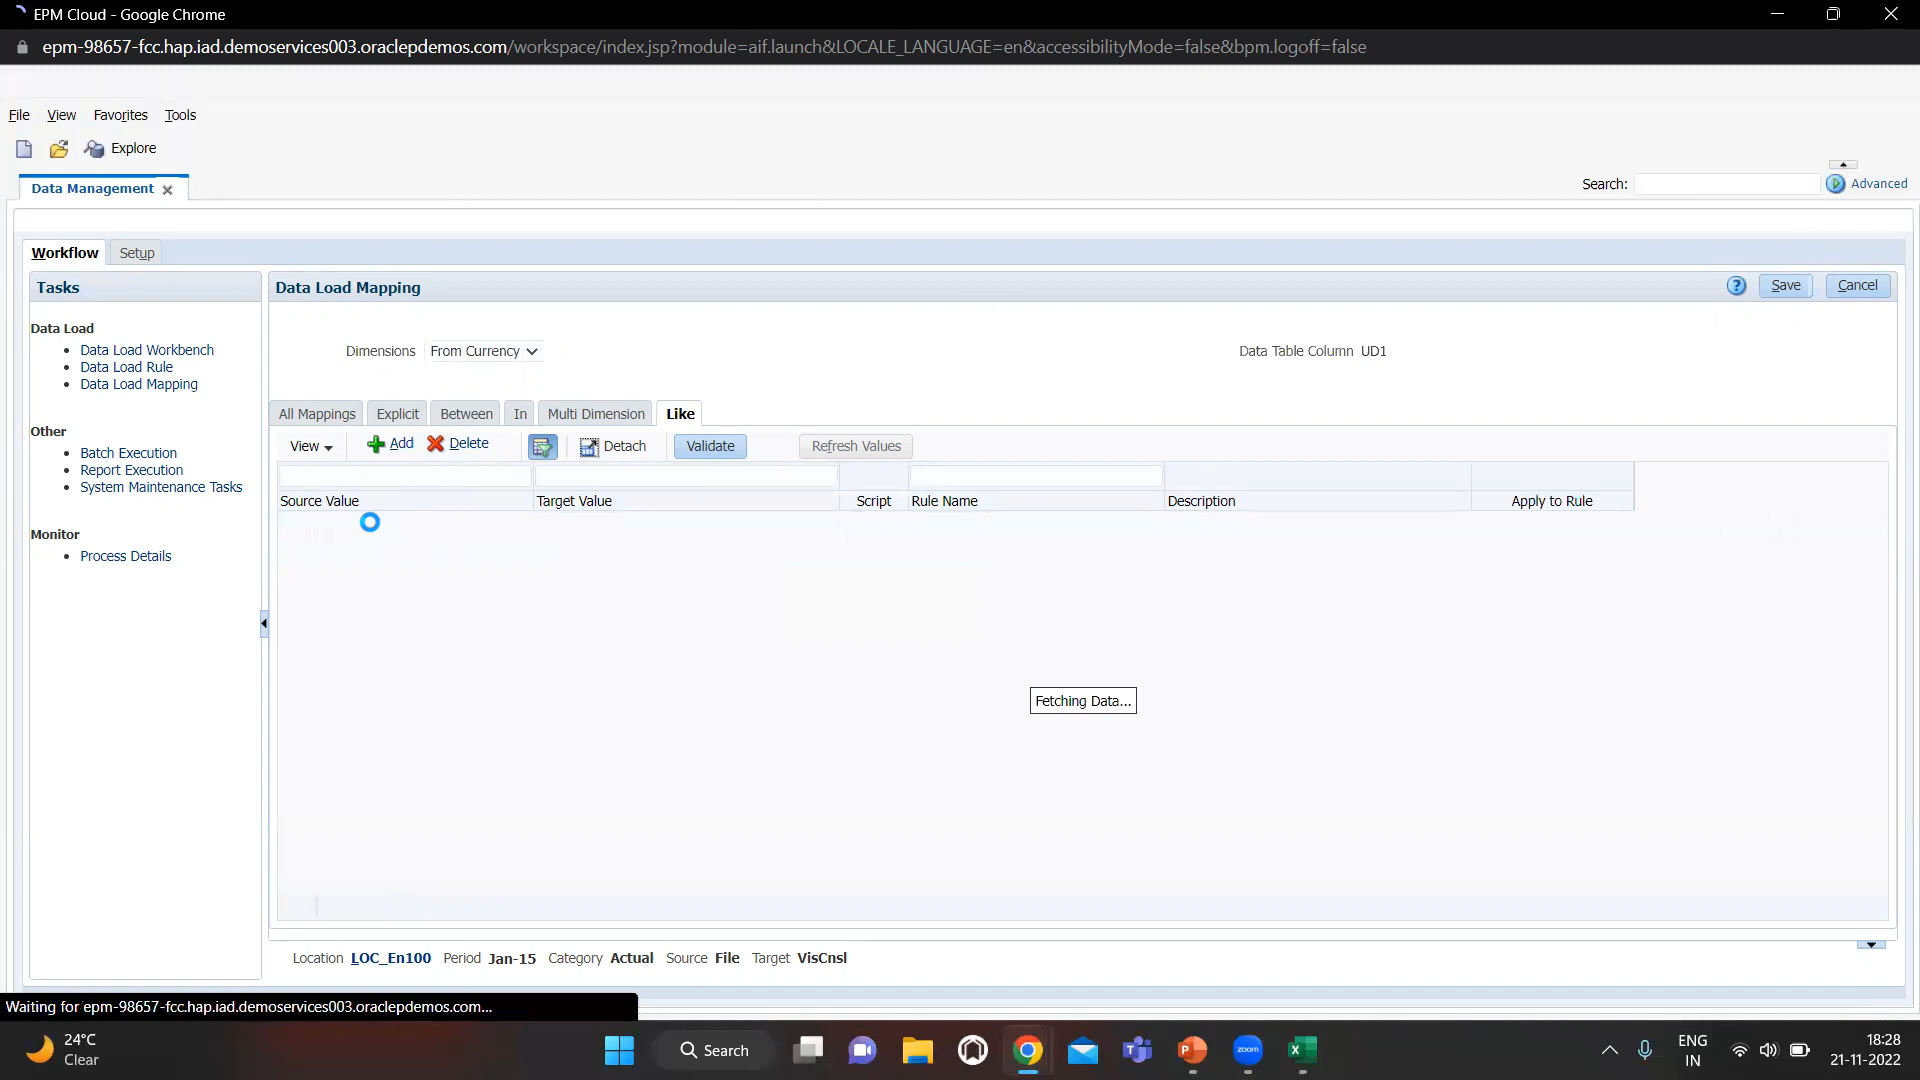 EPM Cloud - Google Chrome
epm-98657-fcc.hap.iad.demoservices003.oraclepdemos.com/workspace/index.jsp?module=aif.launch&LOCALE_LANGUAGE=en&accessibilityMode=false&bpm.logoff=false
File View Favorites Tools
Explore
Data Management
Search: Advanced
Workflow Setup
Tasks
Data Load Mapping
? Save Cancel
Data Load
Data Load Workbench
Data Load Rule
Data Load Mapping
Other
Batch Execution
Report Execution
System Maintenance Tasks
Monitor
Process Details
Dimensions From Currency
Data Table Column UD1
All Mappings Explicit Between In Multi Dimension Like
View Add Delete Detach Validate Refresh Values
Source Value Target Value Script Rule Name Description Apply to Rule
Fetching Data...
Location LOC_En100 Period Jan-15 Category Actual Source File Target VisCnsl
Waiting for epm-98657-fcc.hap.iad.demoservices003.oraclepdemos.com...
24°C
Clear
Search
zoom
ENG
IN
18:28
21-11-2022